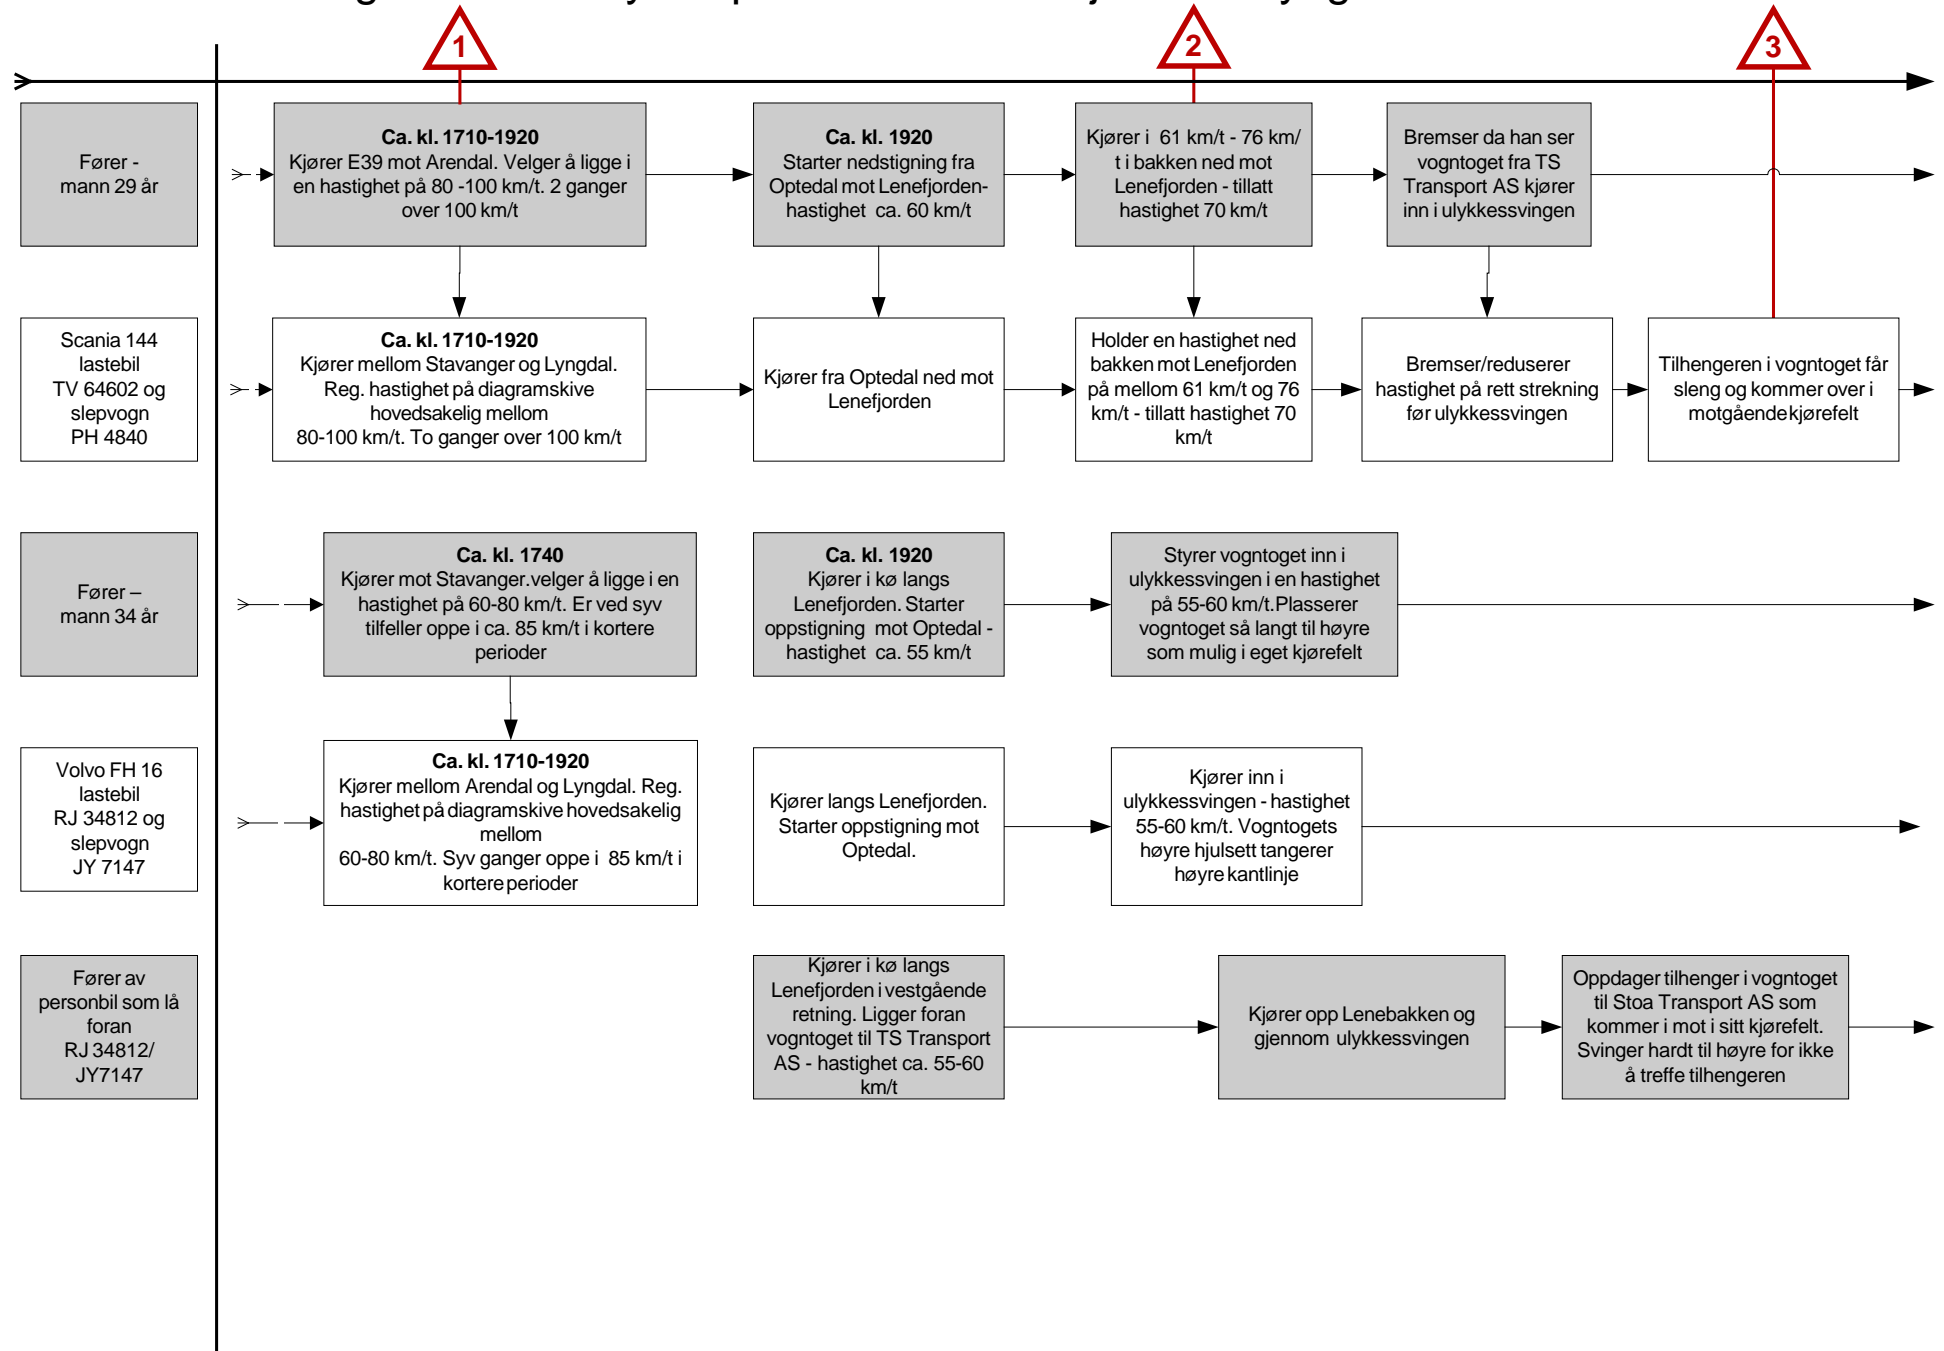 1
2
3
Fører -
mann 29 år
Ca. kl. 1710-1920
Kjører E39 mot Arendal. Velger å ligge i
en hastighet på 80 -100 km/t. 2 ganger
over 100 km/t
Ca. kl. 1920
Starter nedstigning fra
Optedal mot Lenefjorden-
hastighet ca. 60 km/t
Kjører i 61 km/t - 76 km/
t i bakken ned mot
Lenefjorden - tillatt
hastighet 70 km/t
Bremser da han ser
vogntoget fra TS
Transport AS kjører
inn i ulykkessvingen
Scania 144
lastebil
TV 64602 og
slepvogn
PH 4840
Ca. kl. 1710-1920
Kjører mellom Stavanger og Lyngdal.
Reg. hastighet på diagramskive
hovedsakelig mellom
80-100 km/t. To ganger over 100 km/t
Kjører fra Optedal ned mot
Lenefjorden
Holder en hastighet ned
bakken mot Lenefjorden
på mellom 61 km/t og 76
km/t - tillatt hastighet 70
km/t
Bremser/reduserer
hastighet på rett strekning
før ulykkessvingen
Tilhengeren i vogntoget får
sleng og kommer over i
motgående kjørefelt
Fører –
mann 34 år
Ca. kl. 1740
Kjører mot Stavanger.velger å ligge i en
hastighet på 60-80 km/t. Er ved syv
tilfeller oppe i ca. 85 km/t i kortere
perioder
Ca. kl. 1920
Kjører i kø langs
Lenefjorden. Starter
oppstigning mot Optedal -
hastighet ca. 55 km/t
Styrer vogntoget inn i
ulykkessvingen i en hastighet
på 55-60 km/t.Plasserer
vogntoget så langt til høyre
som mulig i eget kjørefelt
Volvo FH 16
lastebil
RJ 34812 og
slepvogn
JY 7147
Ca. kl. 1710-1920
Kjører mellom Arendal og Lyngdal. Reg.
hastighet på diagramskive hovedsakelig
mellom
60-80 km/t. Syv ganger oppe i 85 km/t i
kortere perioder
Kjører langs Lenefjorden.
Starter oppstigning mot
Optedal.
Kjører inn i
ulykkessvingen - hastighet
55-60 km/t. Vogntogets
høyre hjulsett tangerer
høyre kantlinje
Fører av
personbil som lå
foran
RJ 34812/
JY7147
Kjører i kø langs
Lenefjorden i vestgående
retning. Ligger foran
vogntoget til TS Transport
AS - hastighet ca. 55-60
km/t
Kjører opp Lenebakken og
gjennom ulykkessvingen
Oppdager tilhenger i vogntoget
til Stoa Transport AS som
kommer i mot i sitt kjørefelt.
Svinger hardt til høyre for ikke
å treffe tilhengeren